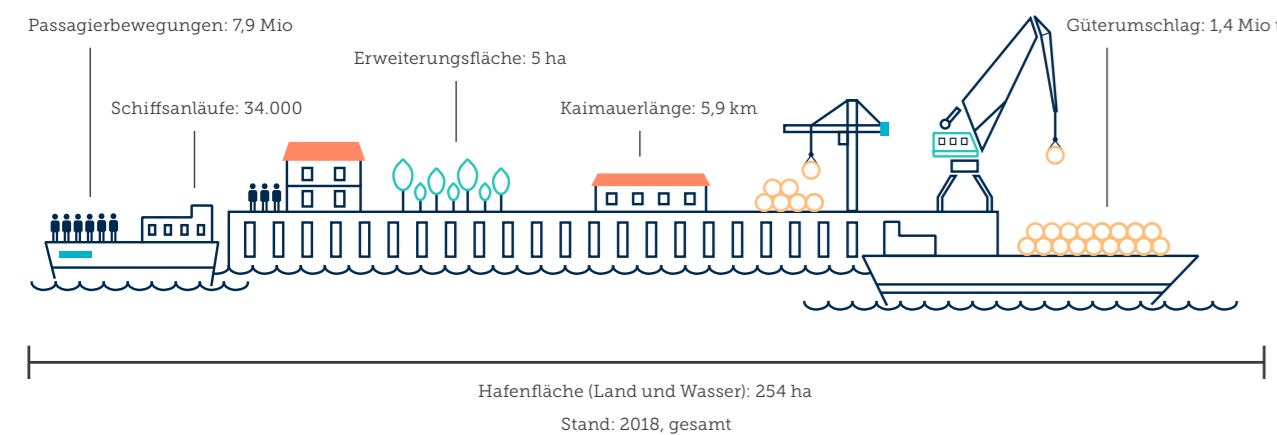 Passagierbewegungen: 7,9 Mio
Güterumschlag: 1,4 Mio t
Erweiterungsfläche: 5 ha
Schiffsanläufe: 34.000
Kaimauerlänge: 5,9 km
Hafenfläche (Land und Wasser): 254 ha
Stand: 2018, gesamt